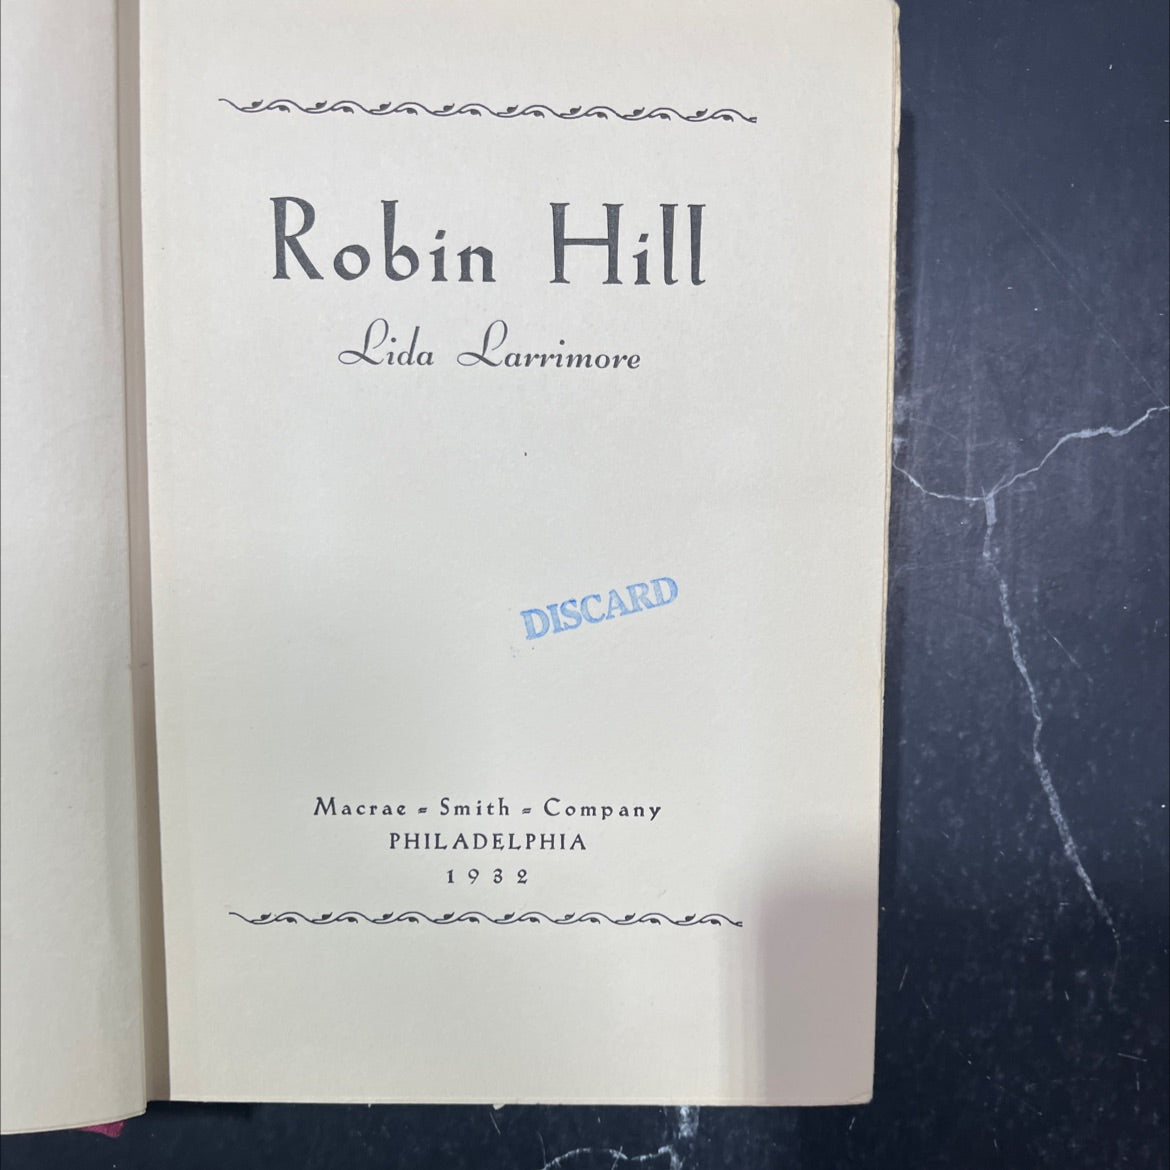 Robin Hill
Lida Larrimore
DISCARD
Macrae = Smith = Company
PHILADELPHIA
1932